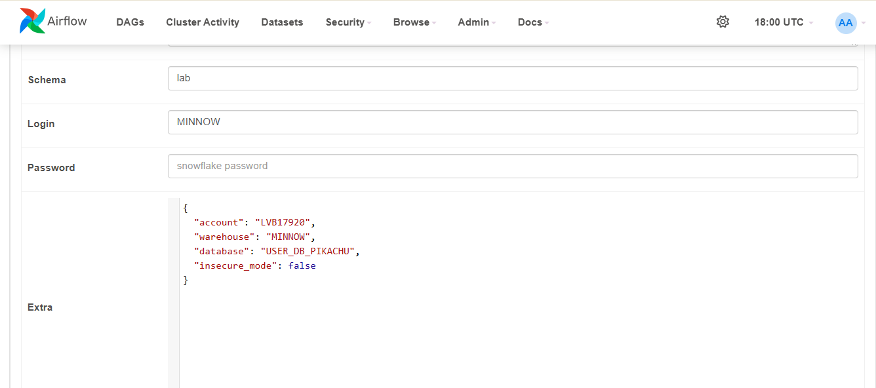 Airflow DAGs Cluster Activity Datasets Security Browse Admin Docs 18:00 UTC AA
Schema lab
Login MINNOW
Password snowflake password
{
"account": "LVB17920",
"warehouse": "MINNOW",
"database": "USER_DB_PIKACHU",
"insecure_mode": false
}
Extra